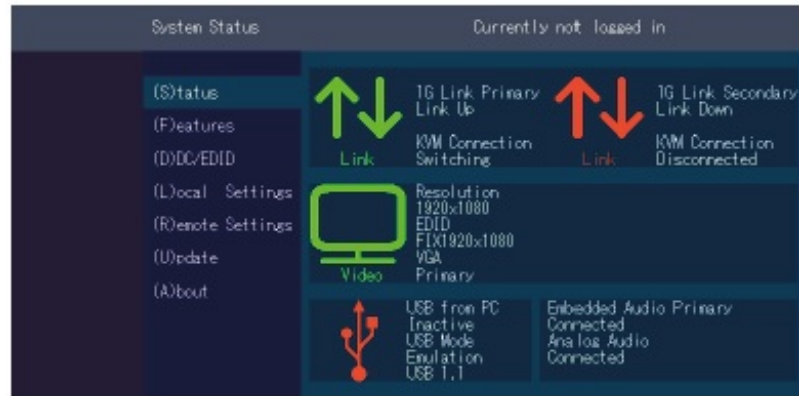 System Status
Currently not logged in
(S)tatus
(F)eatures
(D)DC/EDID
(L)ocal Settings
(R)emote Settings
(U)pdate
(A)bout
Link
1G Link Primary
Link Up
KVM Connection
Switching
Link
1G Link Secondary
Link Down
KVM Connection
Disconnected
Video
Resolution
1920x1080
EDID
FIX1920x1080
VGA
Primary
USB from PC
Inactive
USB Mode
Emulation
USB 1.1
Embedded Audio Primary
Connected
Analog Audio
Connected